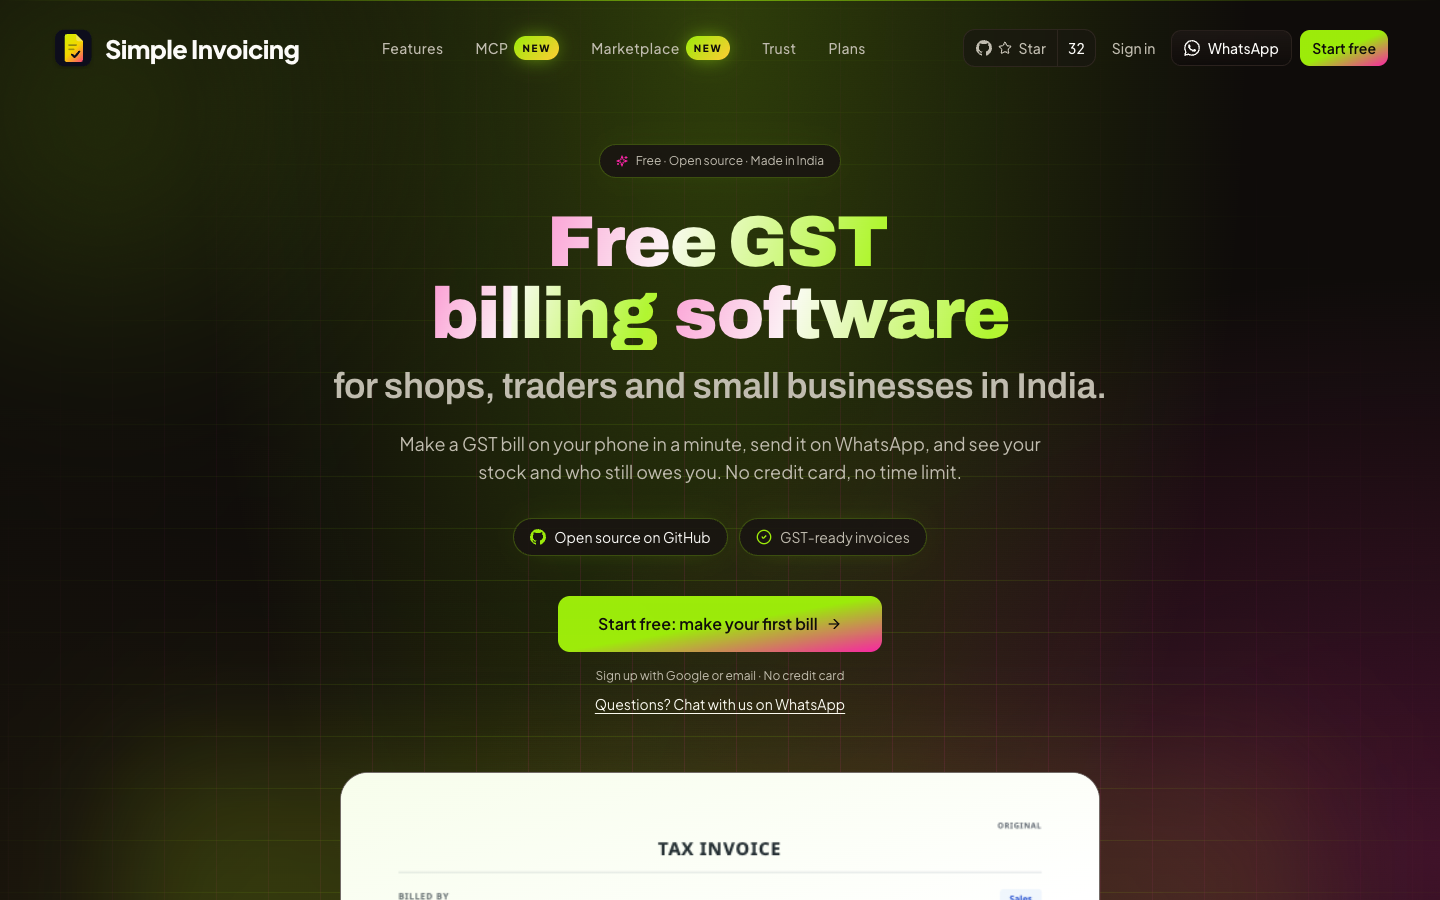 Simple Invoicing
Features
MCP NEW
Marketplace NEW
Trust
Plans
Star 32
Sign in
WhatsApp
Start free
Free · Open source · Made in India
Free GST
billing software
for shops, traders and small businesses in India.
Make a GST bill on your phone in a minute, send it on WhatsApp, and see your
stock and who still owes you. No credit card, no time limit.
Open source on GitHub
GST-ready invoices
Start free: make your first bill →
Sign up with Google or email · No credit card
Questions? Chat with us on WhatsApp
ORIGINAL
TAX INVOICE
BILLED BY
Sales